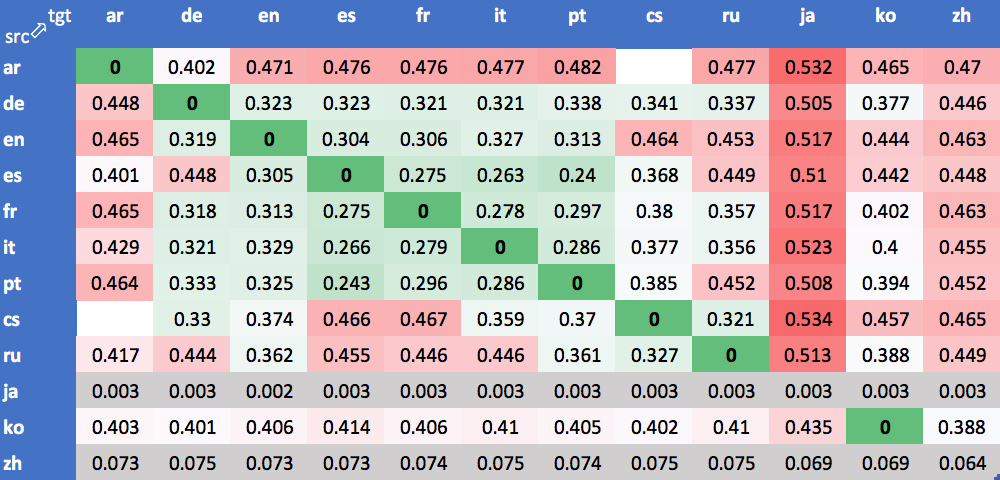 tgt ar de en es fr it pt cs ru ja ko zh
src
ar 0 0.402 0.471 0.476 0.476 0.477 0.482 0.477 0.532 0.465 0.47
de 0.448 0 0.323 0.323 0.321 0.321 0.338 0.341 0.337 0.505 0.377 0.446
en 0.465 0.319 0 0.304 0.306 0.327 0.313 0.464 0.453 0.517 0.444 0.463
es 0.401 0.448 0.305 0 0.275 0.263 0.24 0.368 0.449 0.51 0.442 0.448
fr 0.465 0.318 0.313 0.275 0 0.278 0.297 0.38 0.357 0.517 0.402 0.463
it 0.429 0.321 0.329 0.266 0.279 0 0.286 0.377 0.356 0.523 0.4 0.455
pt 0.464 0.333 0.325 0.243 0.296 0.286 0 0.385 0.452 0.508 0.394 0.452
cs 0.33 0.374 0.466 0.467 0.359 0.37 0 0.321 0.534 0.457 0.465
ru 0.417 0.444 0.362 0.455 0.446 0.446 0.361 0.327 0 0.513 0.388 0.449
ja 0.003 0.003 0.002 0.003 0.003 0.003 0.003 0.003 0.003 0.003 0.003 0.003
ko 0.403 0.401 0.406 0.414 0.406 0.41 0.405 0.402 0.41 0.435 0 0.388
zh 0.073 0.075 0.073 0.073 0.074 0.075 0.074 0.075 0.075 0.069 0.069 0.064